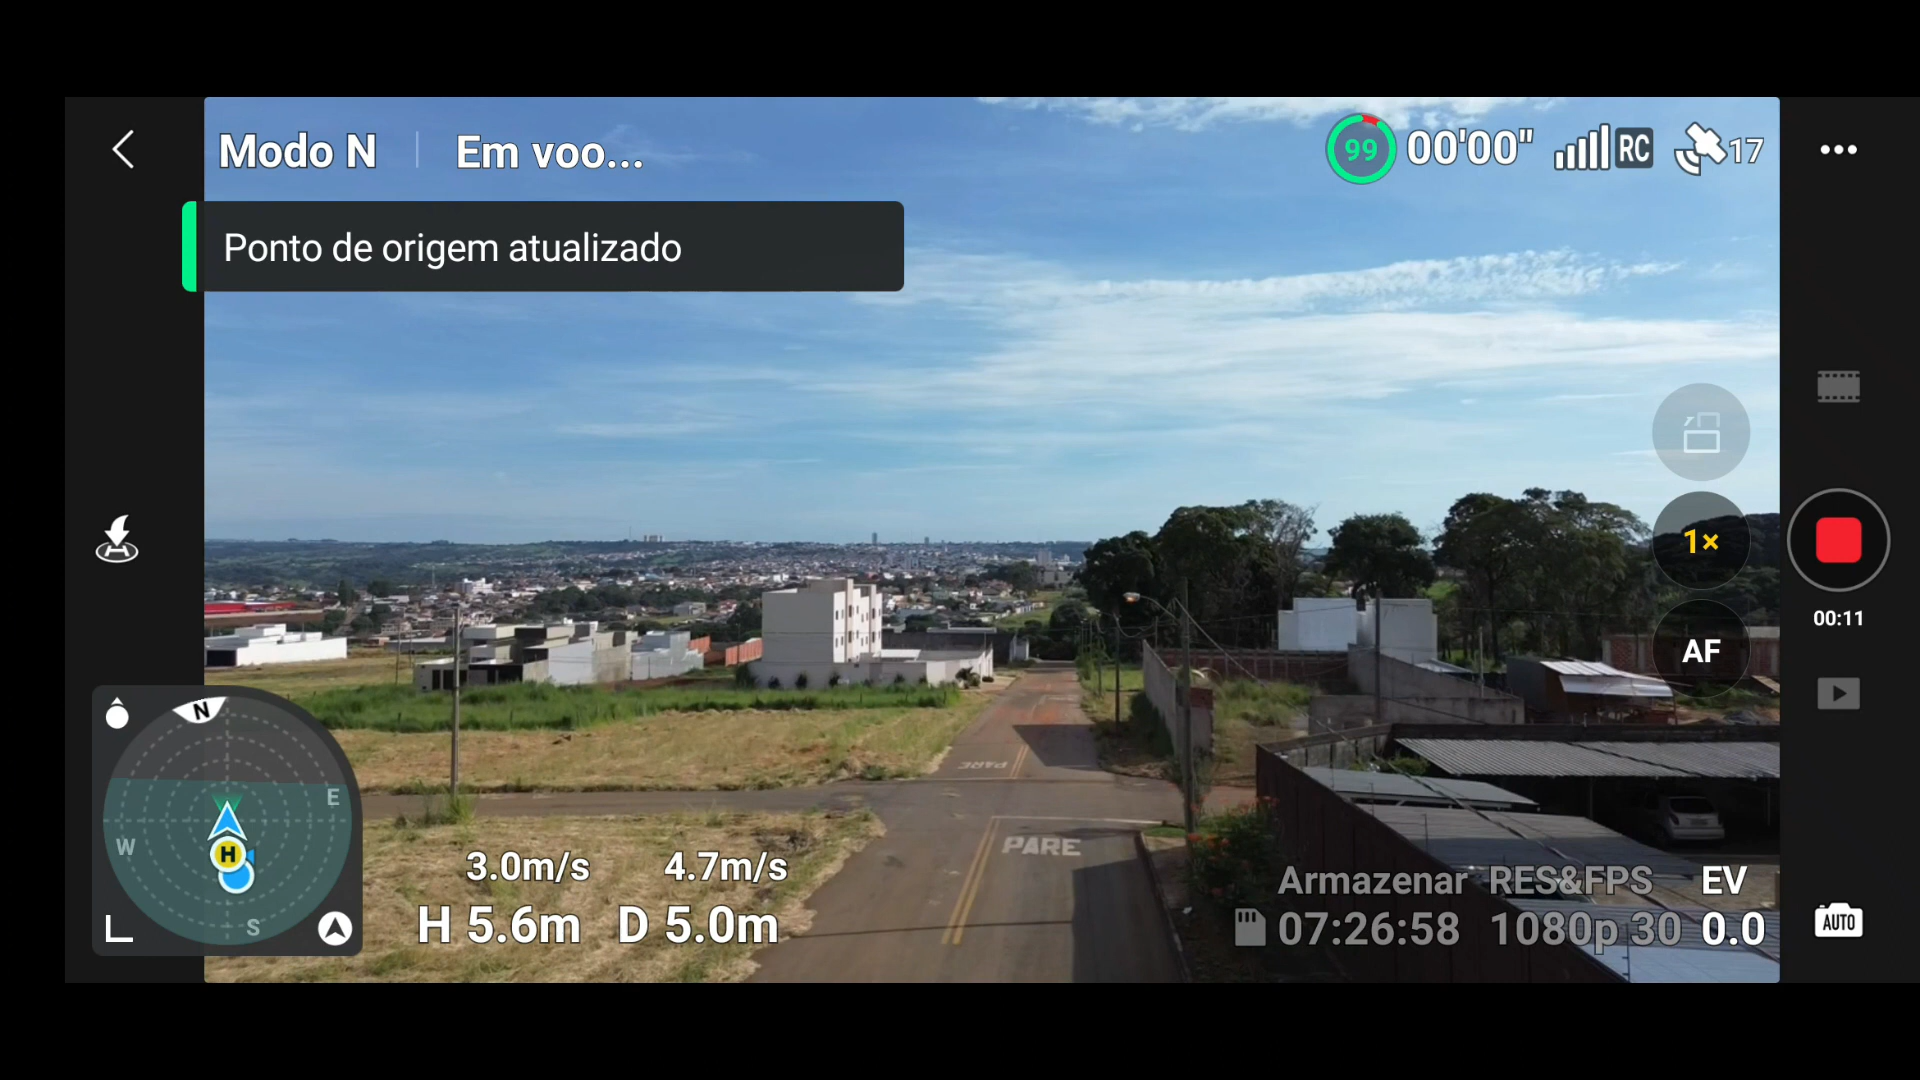 Modo N | Em voo...
99 00'00" RC 17
Ponto de origem atualizado
1×
00:11
AF
N
E
W
H
S
3.0m/s 4.7m/s
H 5.6m D 5.0m
PARE
PARE
Armazenar RES&FPS EV
07:26:58 1080p 30 0.0
AUTO